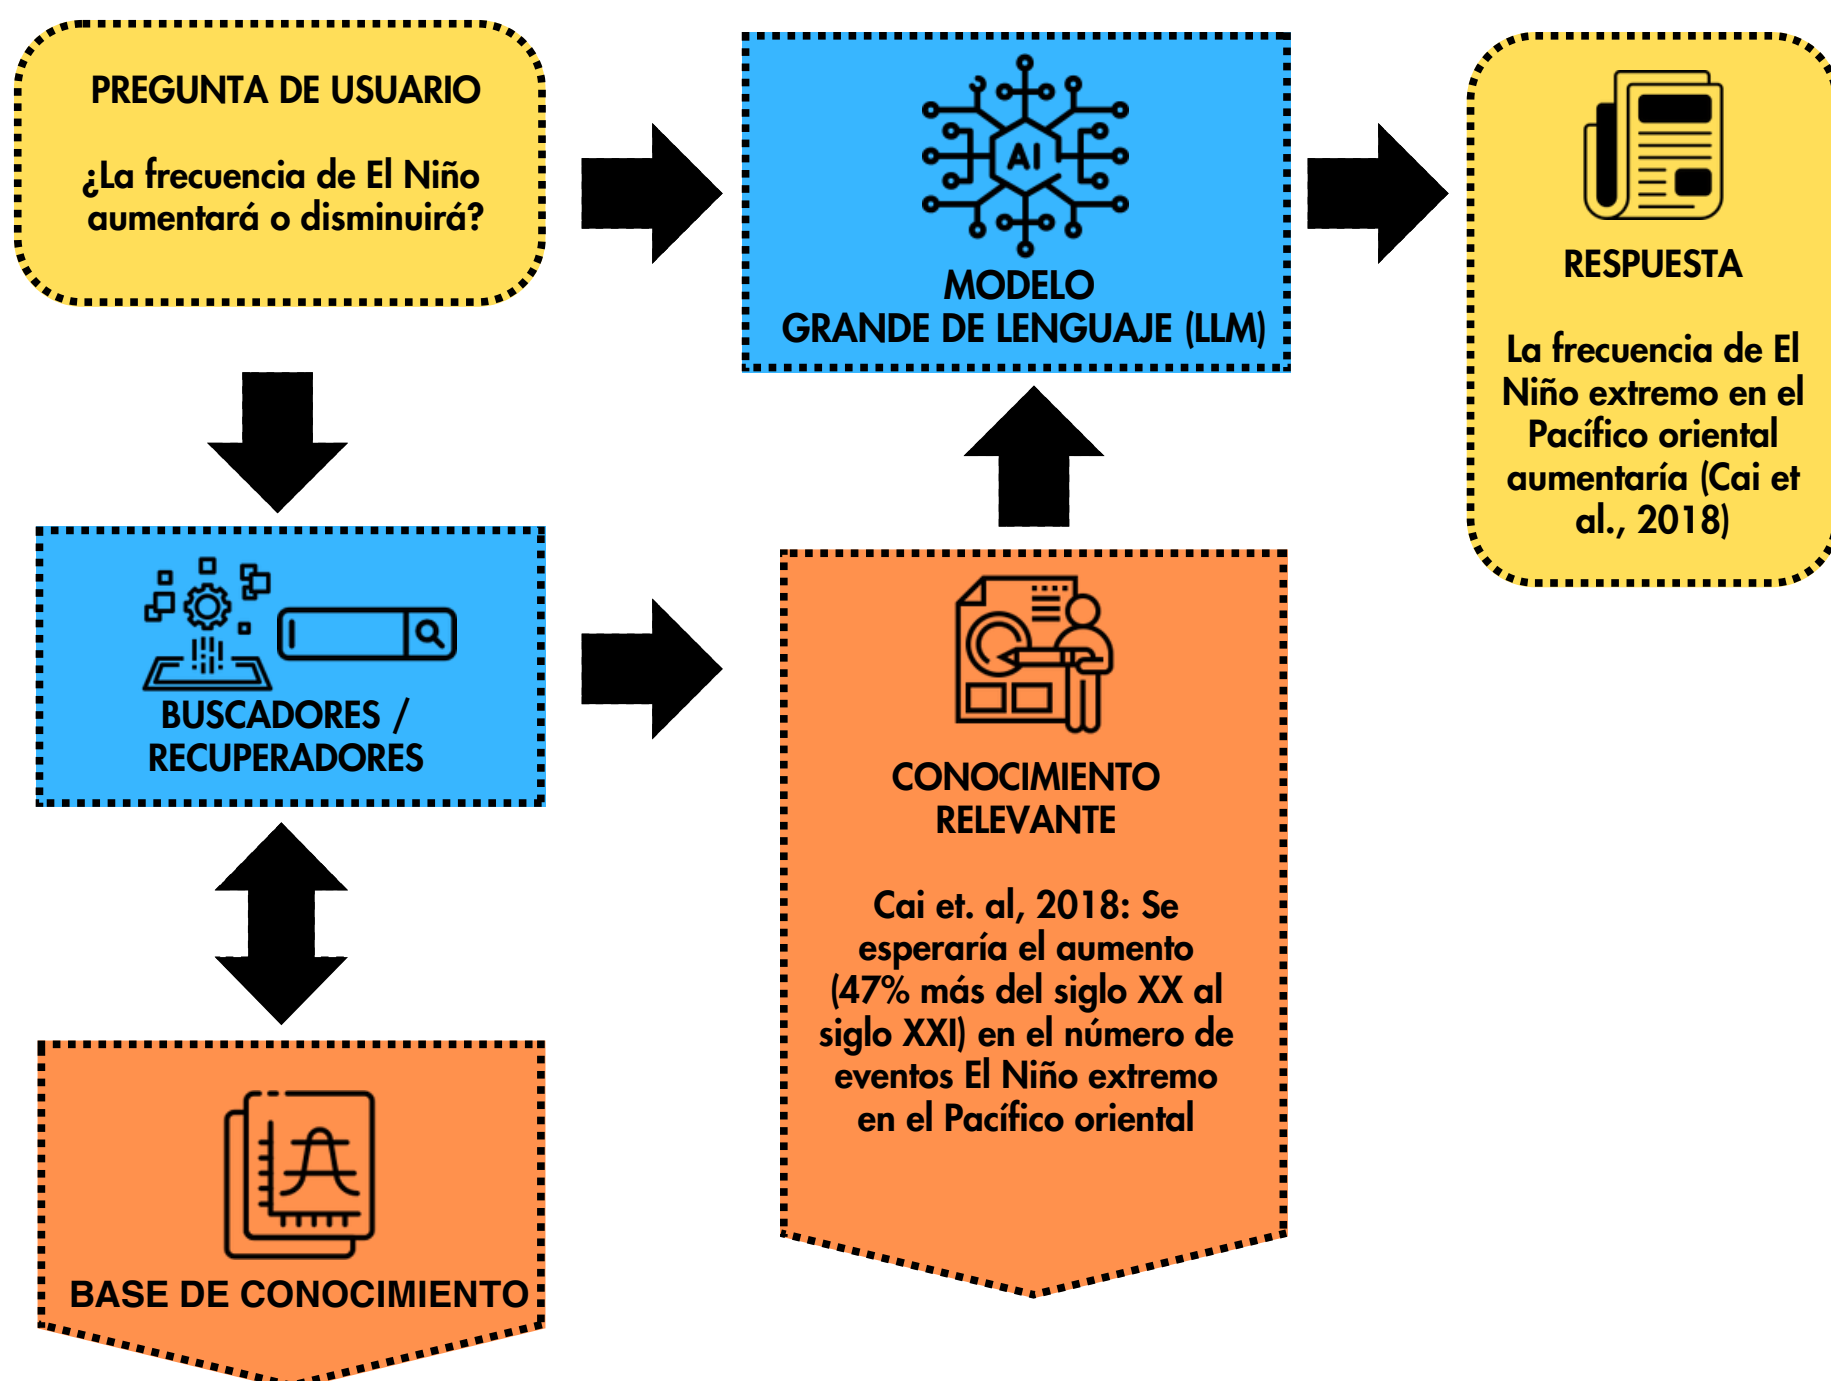 PREGUNTA DE USUARIO
¿La frecuencia de El Niño
aumentará o disminuirá?
AI
MODELO
GRANDE DE LENGUAJE (LLM)
RESPUESTA
La frecuencia de El
Niño extremo en el
Pacífico oriental
aumentaría (Cai et
al., 2018)
BUSCADORES /
RECUPERADORES
CONOCIMIENTO
RELEVANTE
Cai et. al, 2018: Se
esperaría el aumento
(47% más del siglo XX al
siglo XXI) en el número de
eventos El Niño extremo
en el Pacífico oriental
BASE DE CONOCIMIENTO